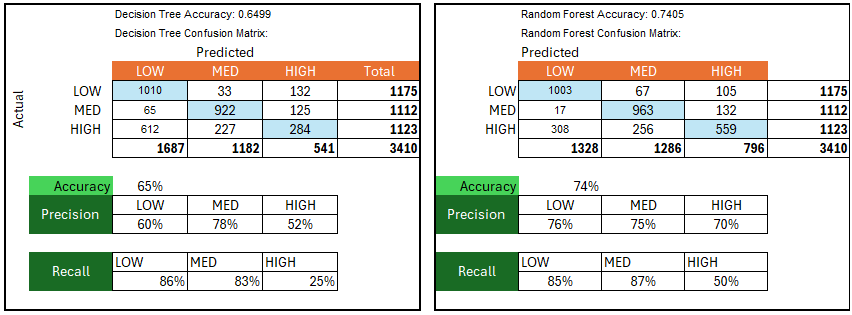 Decision Tree Accuracy: 0.6499
Decision Tree Confusion Matrix:
Predicted
LOW MED HIGH Total
Actual
LOW 1010 33 132 1175
MED 65 922 125 1112
HIGH 612 227 284 1123
1687 1182 541 3410
Accuracy 65%
Precision
LOW MED HIGH
60% 78% 52%
Recall
LOW MED HIGH
86% 83% 25%
Random Forest Accuracy: 0.7405
Random Forest Confusion Matrix:
Predicted
LOW MED HIGH
LOW 1003 67 105 1175
MED 17 963 132 1112
HIGH 308 256 559 1123
1328 1286 796 3410
Accuracy 74%
Precision
LOW MED HIGH
76% 75% 70%
Recall
LOW MED HIGH
85% 87% 50%